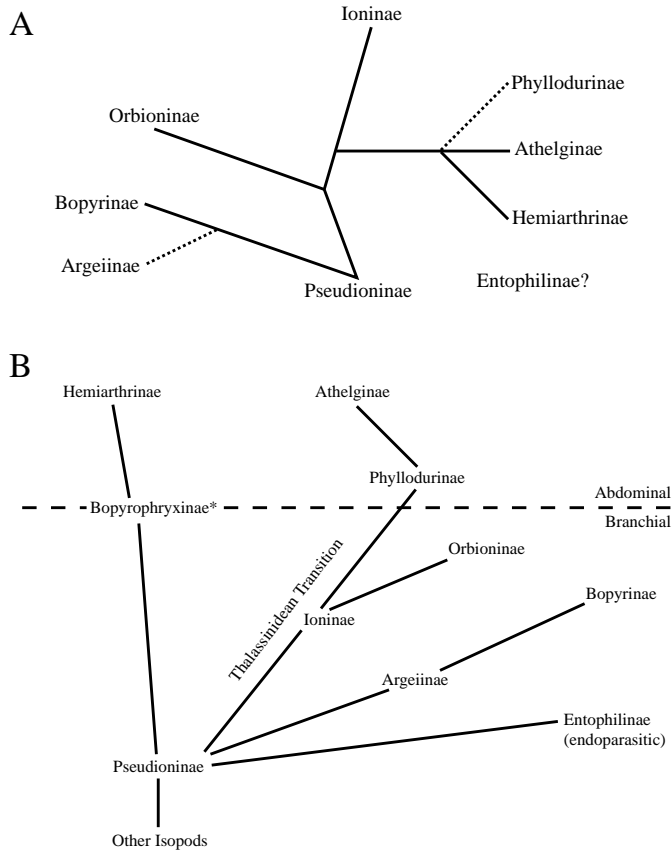 A
Ioninae
Phyllodurinae
Orbioninae
Athelginae
Bopyrinae
Hemiarthrinae
Argeiinae
Entophilinae?
Pseudioninae
B
Hemiarthrinae
Athelginae
Phyllodurinae
Abdominal
Bopyrophryxinae*
Branchial
Orbioninae
Thalassinidean Transition
Bopyrinae
Ioninae
Argeiinae
Entophilinae
(endoparasitic)
Pseudioninae
Other Isopods